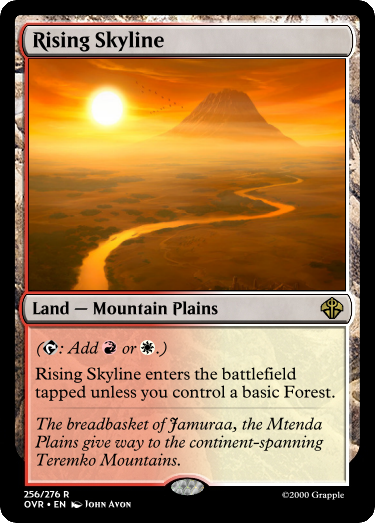 Rising Skyline
Land — Mountain Plains
(T: Add R or W.)
Rising Skyline enters the battlefield
tapped unless you control a basic Forest.
The breadbasket of Jamuraa, the Mtenda
Plains give way to the continent-spanning
Teremko Mountains.
256/276 R
OVR • EN John Avon
©2000 Grapple